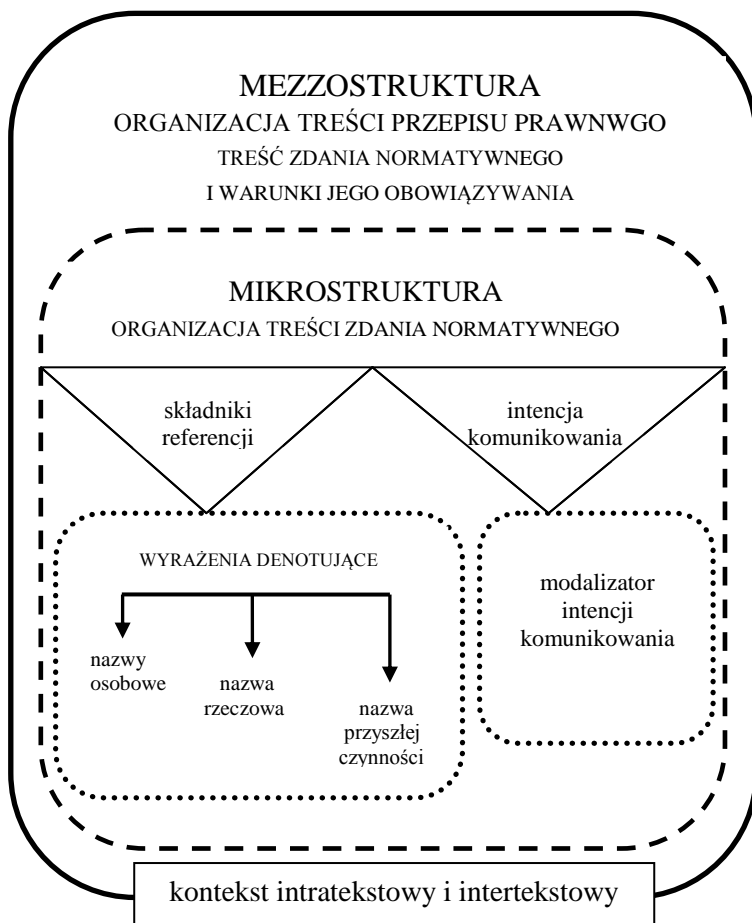 MEZZOSTRUKTURA
ORGANIZACJA TREŚCI PRZEPISU PRAWNWGO
TREŚĆ ZDANIA NORMATYWNEGO
I WARUNKI JEGO OBOWIĄZYWANIA
MIKROSTRUKTURA
ORGANIZACJA TREŚCI ZDANIA NORMATYWNEGO
składniki
referencji
intencja
komunikowania
WYRAŻENIA DENOTUJĄCE
nazwy
osobowe
nazwa
rzeczowa
nazwa
przyszłej
czynności
modalizator
intencji
komunikowania
kontekst intratekstowy i intertekstowy